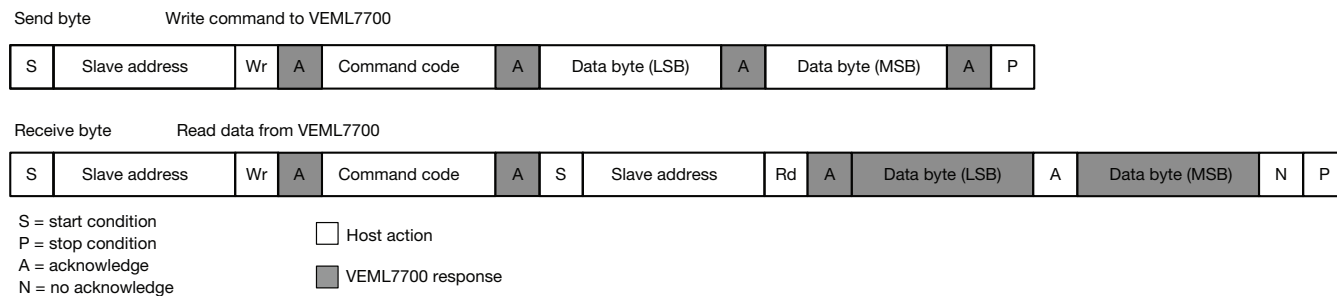 Send byte Write command to VEML7700
S Slave address Wr A Command code A Data byte (LSB) A Data byte (MSB) A P
Receive byte Read data from VEML7700
S Slave address Wr A Command code A S Slave address Rd A Data byte (LSB) A Data byte (MSB) N P
S = start condition
P = stop condition
A = acknowledge
N = no acknowledge
Host action
VEML7700 response